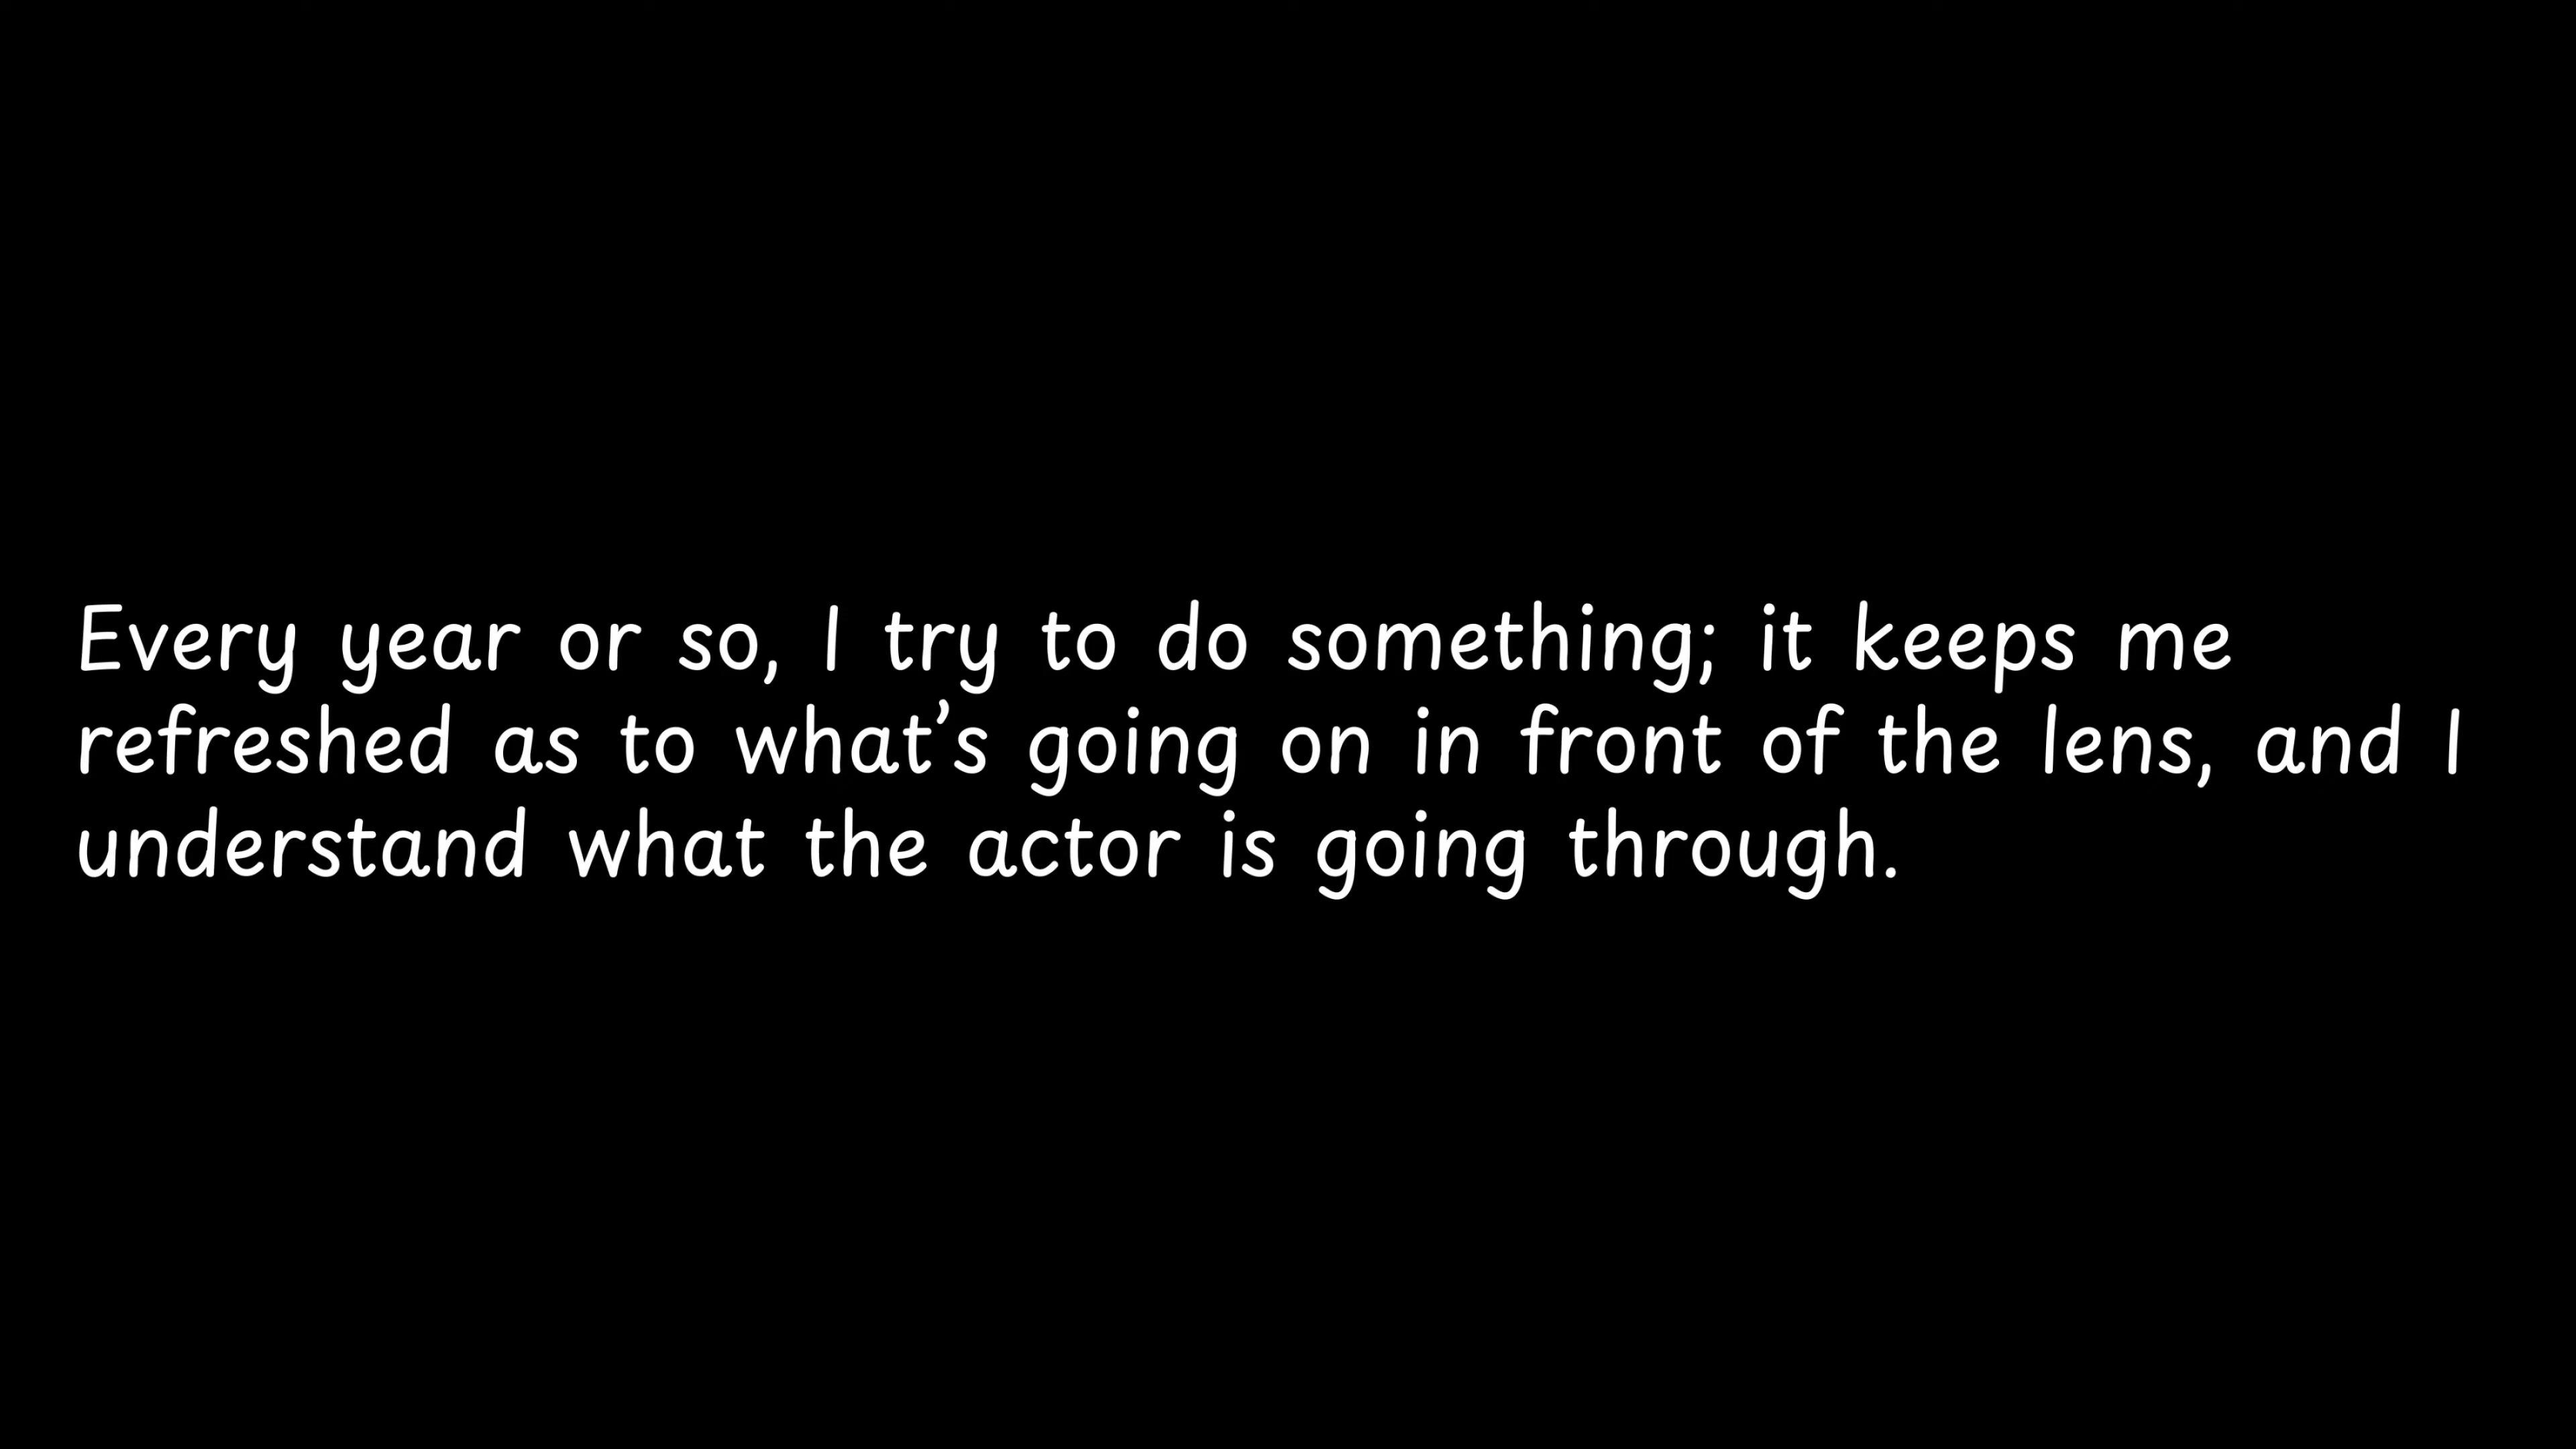 Every year or so, I try to do something; it keeps me
refreshed as to what’s going on in front of the lens, and I
understand what the actor is going through.